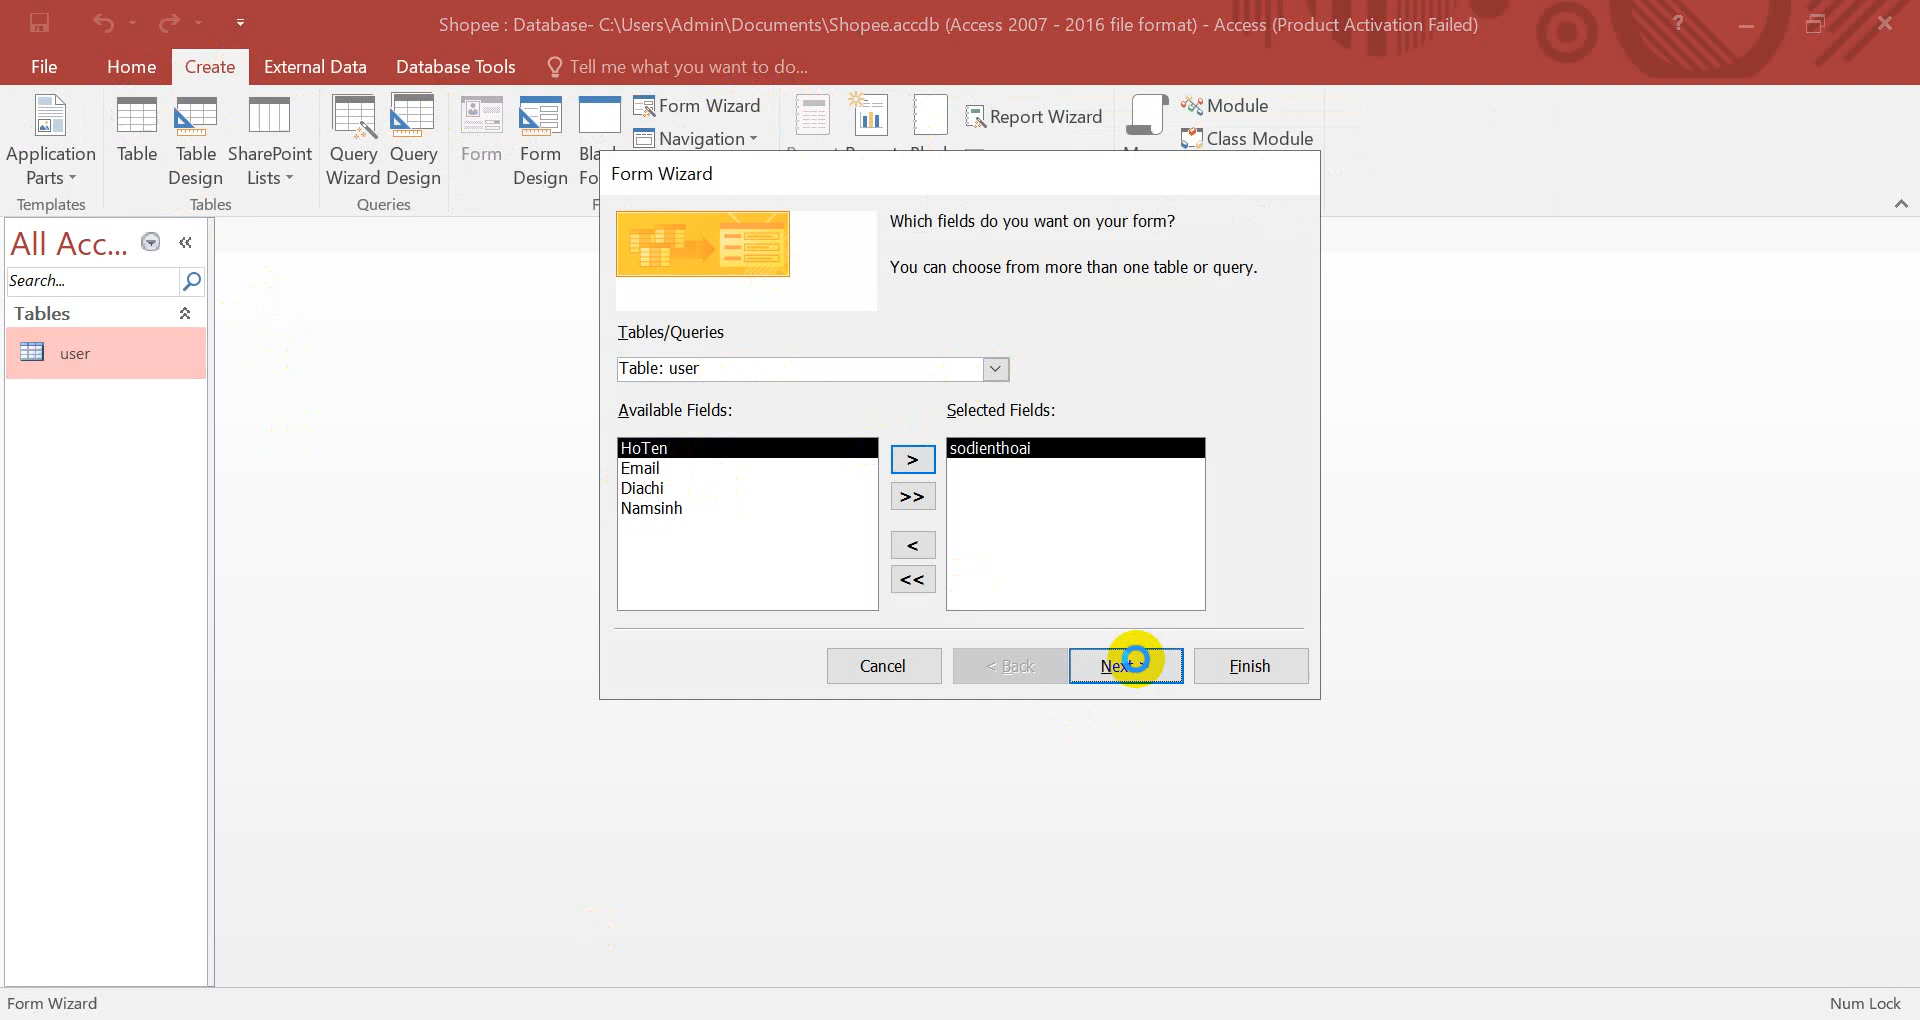 Shopee : Database- C:\Users\Admin\Documents\Shopee.accdb (Access 2007 - 2016 file format) - Access (Product Activation Failed)
?
File Home Create External Data Database Tools Tell me what you want to do...
Application Parts
Table
Table Design
SharePoint Lists
Query Wizard
Query Design
Form
Form Design
Form Wizard
Navigation
Report Wizard
Module
Class Module
Templates
Tables
Queries
All Acc...
Search...
Tables
user
Form Wizard
Which fields do you want on your form?
You can choose from more than one table or query.
Tables/Queries
Table: user
Available Fields:
Selected Fields:
HoTen
Email
Diachi
Namsinh
>
>>
<
<<
sodienthoai
Cancel
< Back
Next >
Finish
Form Wizard
Num Lock